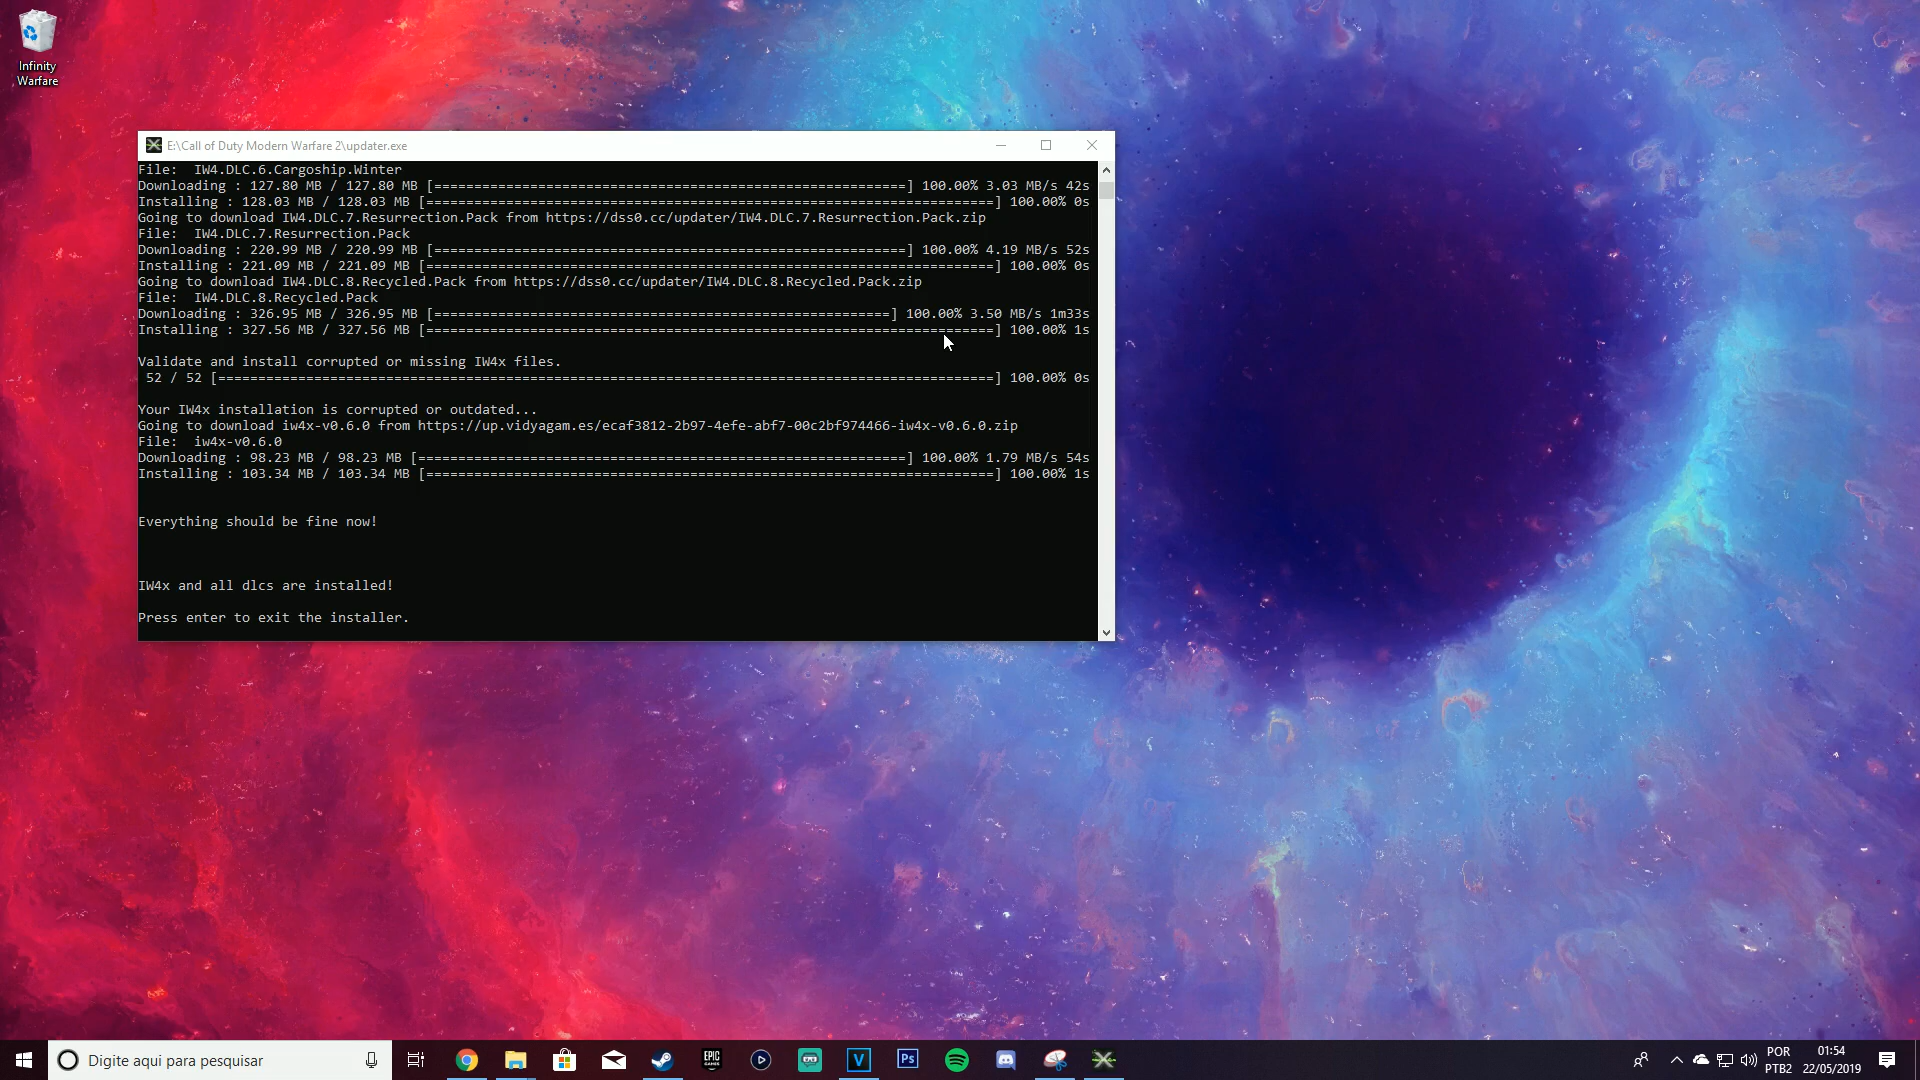 Infinity
Warfare
E:\Call of Duty Modern Warfare 2\updater.exe
File:  IW4.DLC.6.Cargoship.Winter
Downloading : 127.80 MB / 127.80 MB [===========================================================] 100.00% 3.03 MB/s 42s
Installing : 128.03 MB / 128.03 MB [=======================================================================] 100.00% 0s
Going to download IW4.DLC.7.Resurrection.Pack from https://dss0.cc/updater/IW4.DLC.7.Resurrection.Pack.zip
File:  IW4.DLC.7.Resurrection.Pack
Downloading : 220.99 MB / 220.99 MB [===========================================================] 100.00% 4.19 MB/s 52s
Installing : 221.09 MB / 221.09 MB [=======================================================================] 100.00% 0s
Going to download IW4.DLC.8.Recycled.Pack from https://dss0.cc/updater/IW4.DLC.8.Recycled.Pack.zip
File:  IW4.DLC.8.Recycled.Pack
Downloading : 326.95 MB / 326.95 MB [=========================================================] 100.00% 3.50 MB/s 1m33s
Installing : 327.56 MB / 327.56 MB [=======================================================================] 100.00% 1s
Validate and install corrupted or missing IW4x files.
52 / 52 [=================================================================================================] 100.00% 0s
Your IW4x installation is corrupted or outdated...
Going to download iw4x-v0.6.0 from https://up.vidyagam.es/ecaf3812-2b97-4efe-abf7-00c2bf974466-iw4x-v0.6.0.zip
File:  iw4x-v0.6.0
Downloading : 98.23 MB / 98.23 MB [=============================================================] 100.00% 1.79 MB/s 54s
Installing : 103.34 MB / 103.34 MB [=======================================================================] 100.00% 1s
Everything should be fine now!
IW4x and all dlcs are installed!
Press enter to exit the installer.
Digite aqui para pesquisar
EPIC
GAMES
V
Ps
POR
PTB2
01:54
22/05/2019